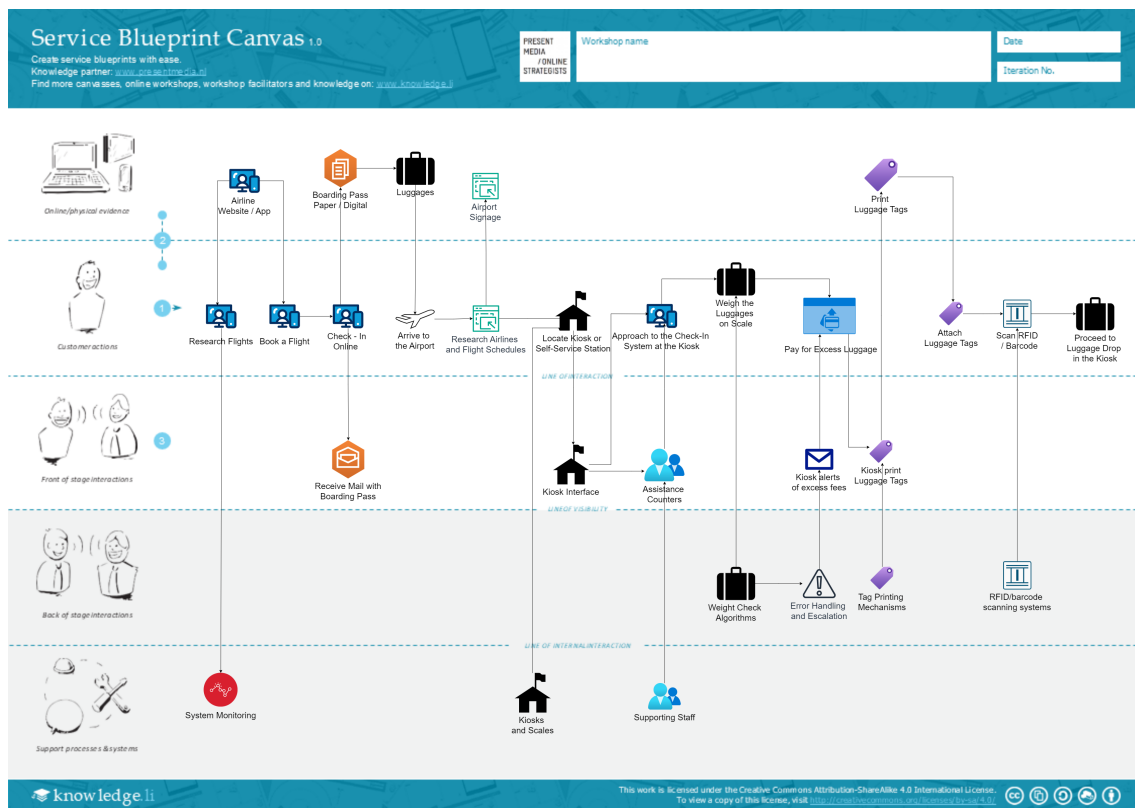 Service Blueprint Canvas 1.0
Create service blueprints with ease.
Knowledge partner: www.presentmedia.nl
Find more canvasses, online workshops, workshop facilitators and knowledge on: www.knowledge.li
PRESENT
MEDIA
/ONLINE
STRATEGISTS
Workshop name
Date
Iteration No.
Online/physical evidence
Airline
Website / App
Boarding Pass
Paper / Digital
Luggages
Airport
Signage
Print
Luggage Tags
2
Customer actions
1
Research Flights
Book a Flight
Check - In
Online
Arrive to
the Airport
Research Airlines
and Flight Schedules
Locate Kiosk or
Self-Service Station
Approach to the Check-In
System at the Kiosk
Weigh the
Luggages
on Scale
Pay for Excess Luggage
Attach
Luggage Tags
Scan RFID
/ Barcode
Proceed to
Luggage Drop
in the Kiosk
LINE OF INTERACTION
3
Front of stage interactions
Receive Mail with
Boarding Pass
Kiosk Interface
Assistance
Counters
Kiosk alerts
of excess fees
Kiosk print
Luggage Tags
LINE OF VISIBILITY
Back of stage interactions
Weight Check
Algorithms
Error Handling
and Escalation
Tag Printing
Mechanisms
RFID/barcode
scanning systems
LINE OF INTERNAL INTERACTION
Support processes & systems
System Monitoring
Kiosks
and Scales
Supporting Staff
knowledge.li
This work is licensed under the Creative Commons Attribution-ShareAlike 4.0 International License.
To view a copy of this license, visit http://creativecommons.org/licenses/by-sa/4.0/
cc